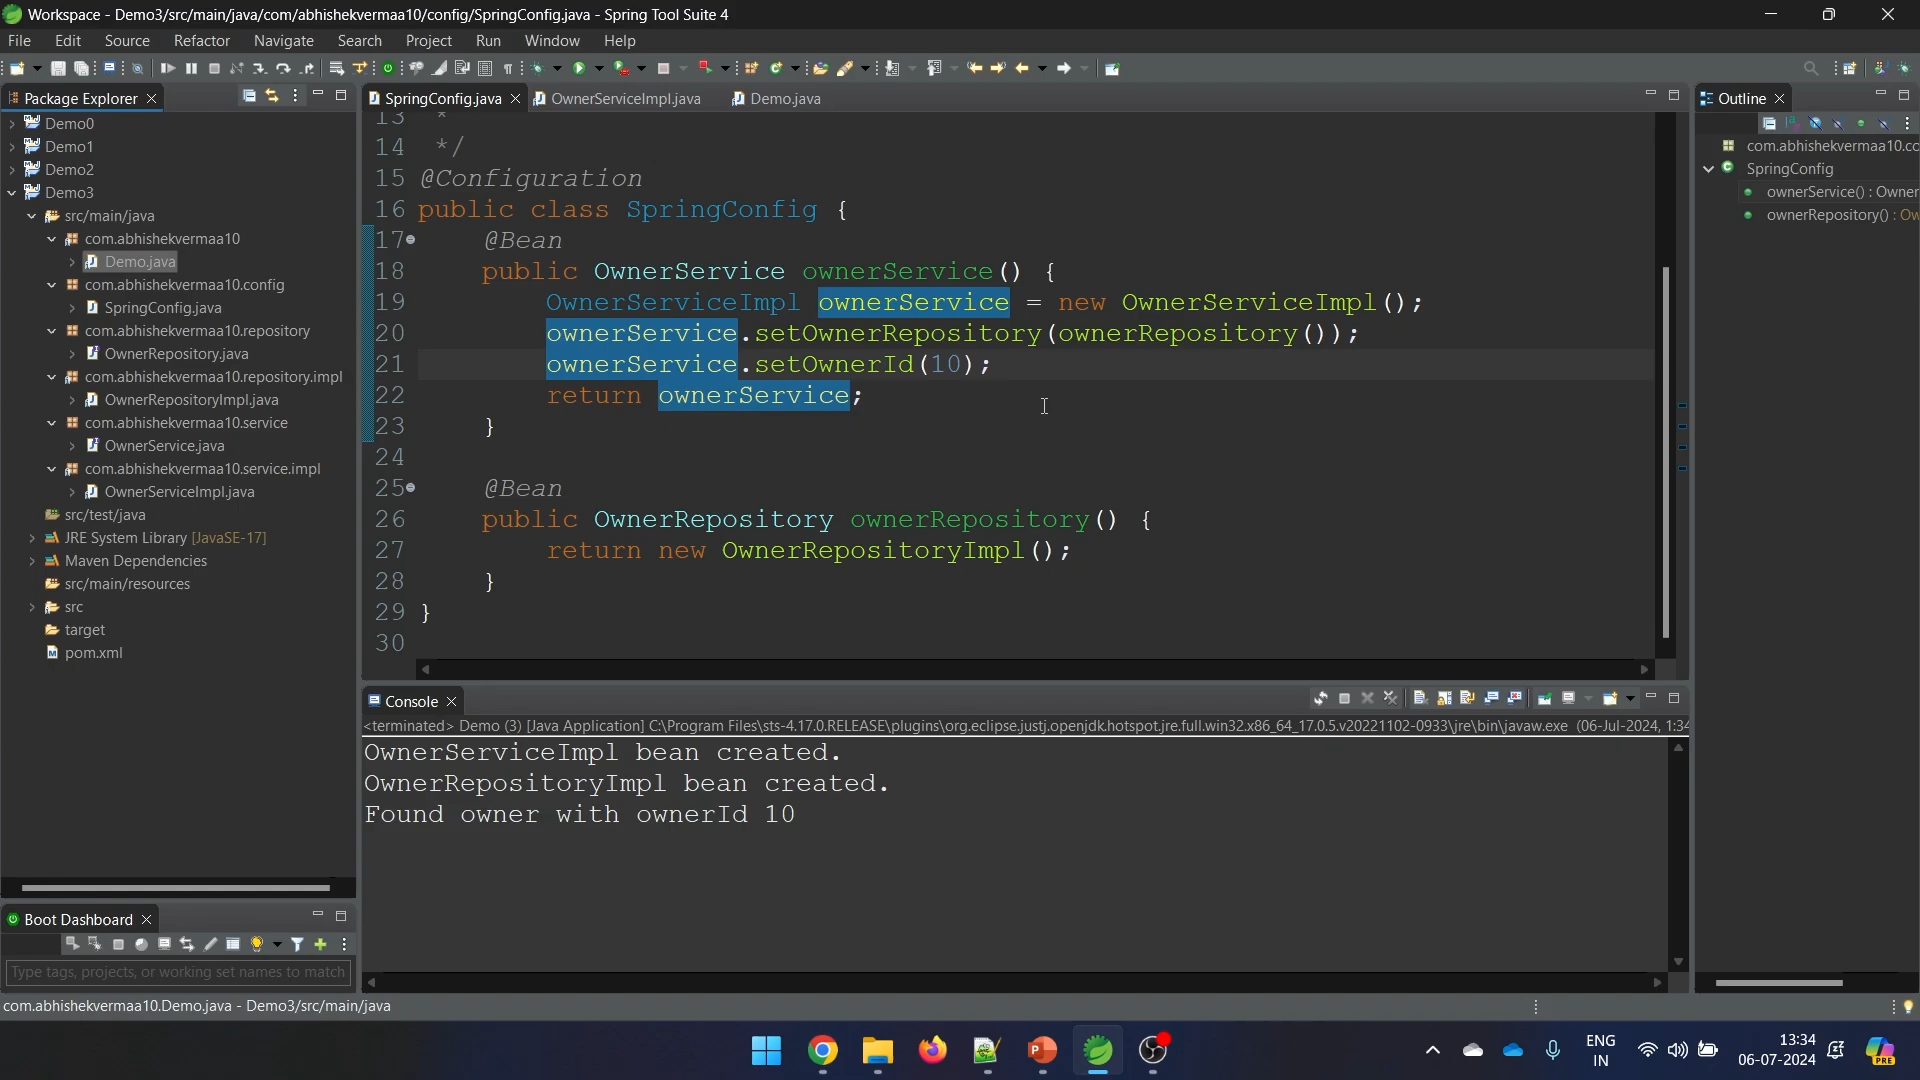 Workspace - Demo3/src/main/java/com/abhishekvermaa10/config/SpringConfig.java - Spring Tool Suite 4
File Edit Source Refactor Navigate Search Project Run Window Help
Package Explorer
Demo0
Demo1
Demo2
Demo3
src/main/java
com.abhishekvermaa10
Demo.java
com.abhishekvermaa10.config
SpringConfig.java
com.abhishekvermaa10.repository
OwnerRepository.java
com.abhishekvermaa10.repository.impl
OwnerRepositoryImpl.java
com.abhishekvermaa10.service
OwnerService.java
com.abhishekvermaa10.service.impl
OwnerServiceImpl.java
src/test/java
JRE System Library [JavaSE-17]
Maven Dependencies
src/main/resources
src
target
pom.xml
Boot Dashboard
Type tags, projects, or working set names to match
SpringConfig.java OwnerServiceImpl.java Demo.java
13 *
14 */
15 @Configuration
16 public class SpringConfig {
17 @Bean
18 public OwnerService ownerService() {
19 OwnerServiceImpl ownerService = new OwnerServiceImpl();
20 ownerService.setOwnerRepository(ownerRepository());
21 ownerService.setOwnerId(10);
22 return ownerService;
23 }
24
25 @Bean
26 public OwnerRepository ownerRepository() {
27 return new OwnerRepositoryImpl();
28 }
29 }
30
Console
<terminated> Demo (3) [Java Application] C:\Program Files\sts-4.17.0.RELEASE\plugins\org.eclipse.justj.openjdk.hotspot.jre.full.win32.x86_64_17.0.5.v20221102-0933\jre\bin\javaw.exe (06-Jul-2024, 1:34
OwnerServiceImpl bean created.
OwnerRepositoryImpl bean created.
Found owner with ownerId 10
Outline
com.abhishekvermaa10.co
SpringConfig
ownerService() : Owner
ownerRepository() : Ow
com.abhishekvermaa10.Demo.java - Demo3/src/main/java
ENG
IN
13:34
06-07-2024
PRE